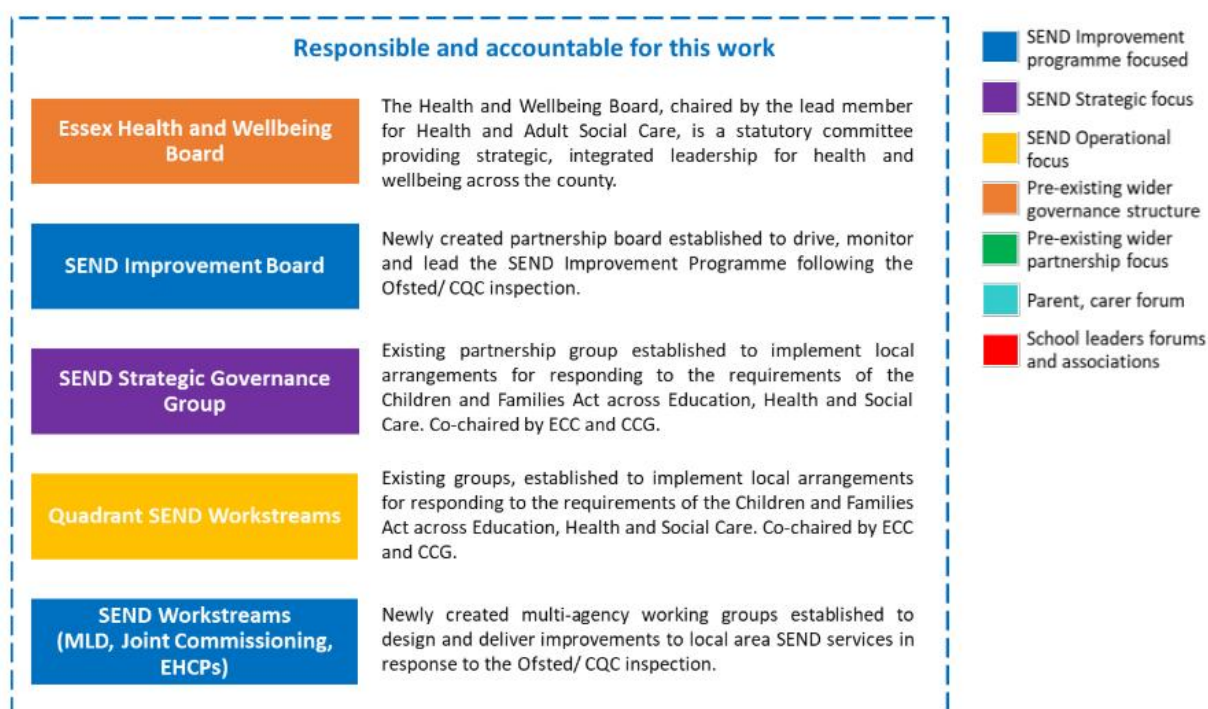 Responsible and accountable for this work
Essex Health and Wellbeing
Board
The Health and Wellbeing Board, chaired by the lead member
for Health and Adult Social Care, is a statutory committee
providing strategic, integrated leadership for health and
wellbeing across the county.
SEND Improvement Board
Newly created partnership board established to drive, monitor
and lead the SEND Improvement Programme following the
Ofsted/ CQC inspection.
SEND Strategic Governance
Group
Existing partnership group established to implement local
arrangements for responding to the requirements of the
Children and Families Act across Education, Health and Social
Care. Co-chaired by ECC and CCG.
Quadrant SEND Workstreams
Existing groups, established to implement local arrangements
for responding to the requirements of the Children and Families
Act across Education, Health and Social Care. Co-chaired by ECC
and CCG.
SEND Workstreams
(MLD, Joint Commissioning,
EHCPs)
Newly created multi-agency working groups established to
design and deliver improvements to local area SEND services in
response to the Ofsted/ CQC inspection.
SEND Improvement
programme focused
SEND Strategic focus
SEND Operational
focus
Pre-existing wider
governance structure
Pre-existing wider
partnership focus
Parent, carer forum
School leaders forums
and associations